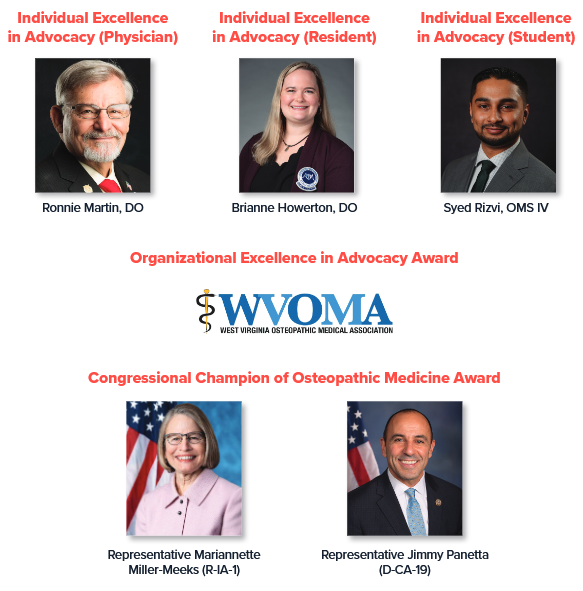 Individual Excellence
in Advocacy (Physician)
Individual Excellence
in Advocacy (Resident)
Individual Excellence
in Advocacy (Student)
Ronnie Martin, DO
Brianne Howerton, DO
Syed Rizvi, OMS IV
Organizational Excellence in Advocacy Award
WVOMA
WEST VIRGINIA OSTEOPATHIC MEDICAL ASSOCIATION
Congressional Champion of Osteopathic Medicine Award
Representative Mariannette
Miller-Meeks (R-IA-1)
Representative Jimmy Panetta
(D-CA-19)